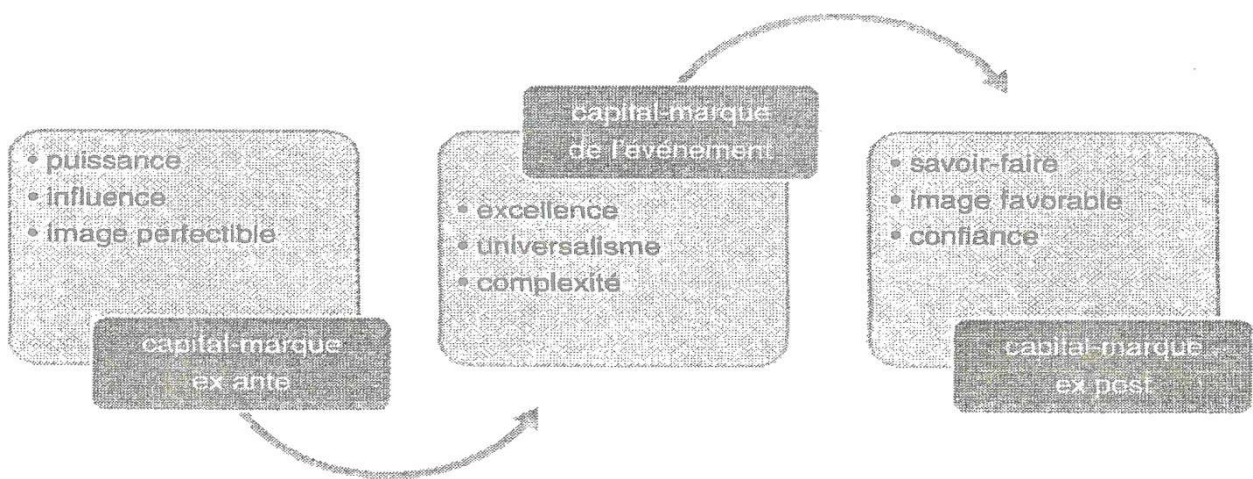 • puissance
• influence
• image perfectible
capital-marque
ex ante
capital-marque
de l'événement
• excellence
• universalisme
• complexité
• savoir-faire
• image favorable
• confiance
capital-marque
ex post